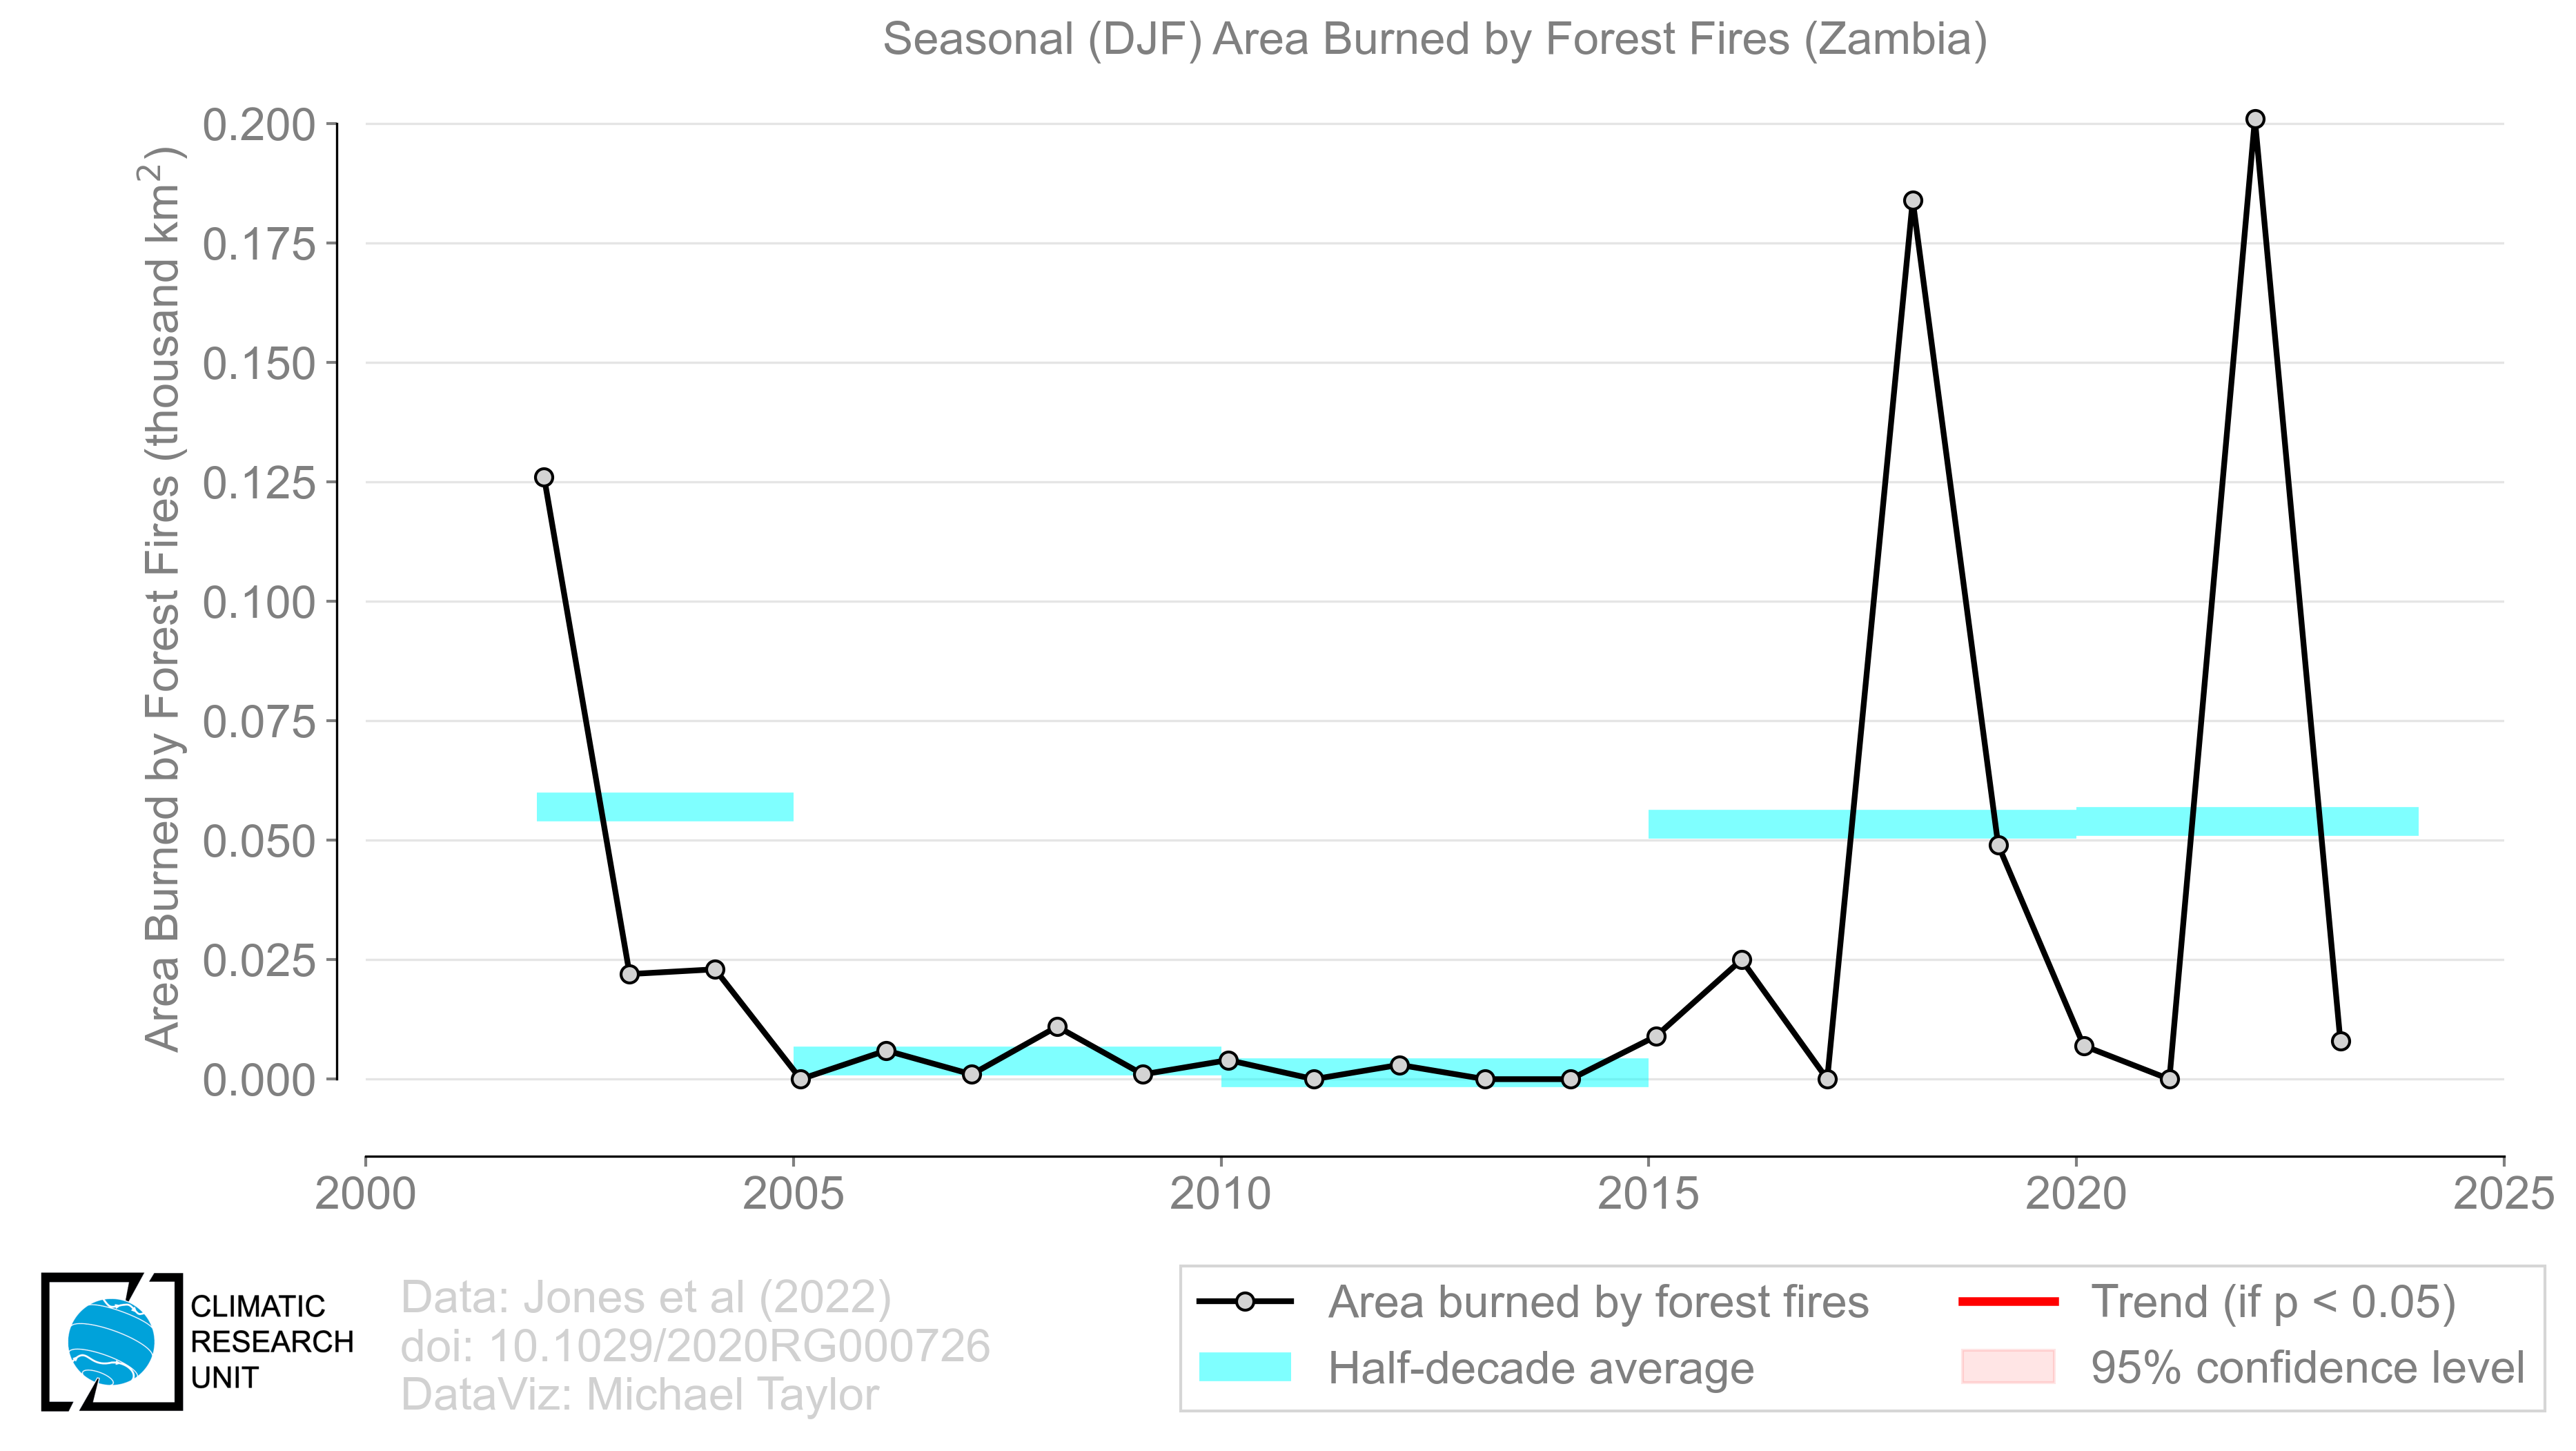 Seasonal (DJF) Area Burned by Forest Fires (Zambia)
Area Burned by Forest Fires (thousand km²)
0.200
0.175
0.150
0.125
0.100
0.075
0.050
0.025
0.000
2000 2005 2010 2015 2020 2025
CLIMATIC
RESEARCH
UNIT
Data: Jones et al (2022)
doi: 10.1029/2020RG000726
DataViz: Michael Taylor
Area burned by forest fires
Half-decade average
Trend (if p < 0.05)
95% confidence level